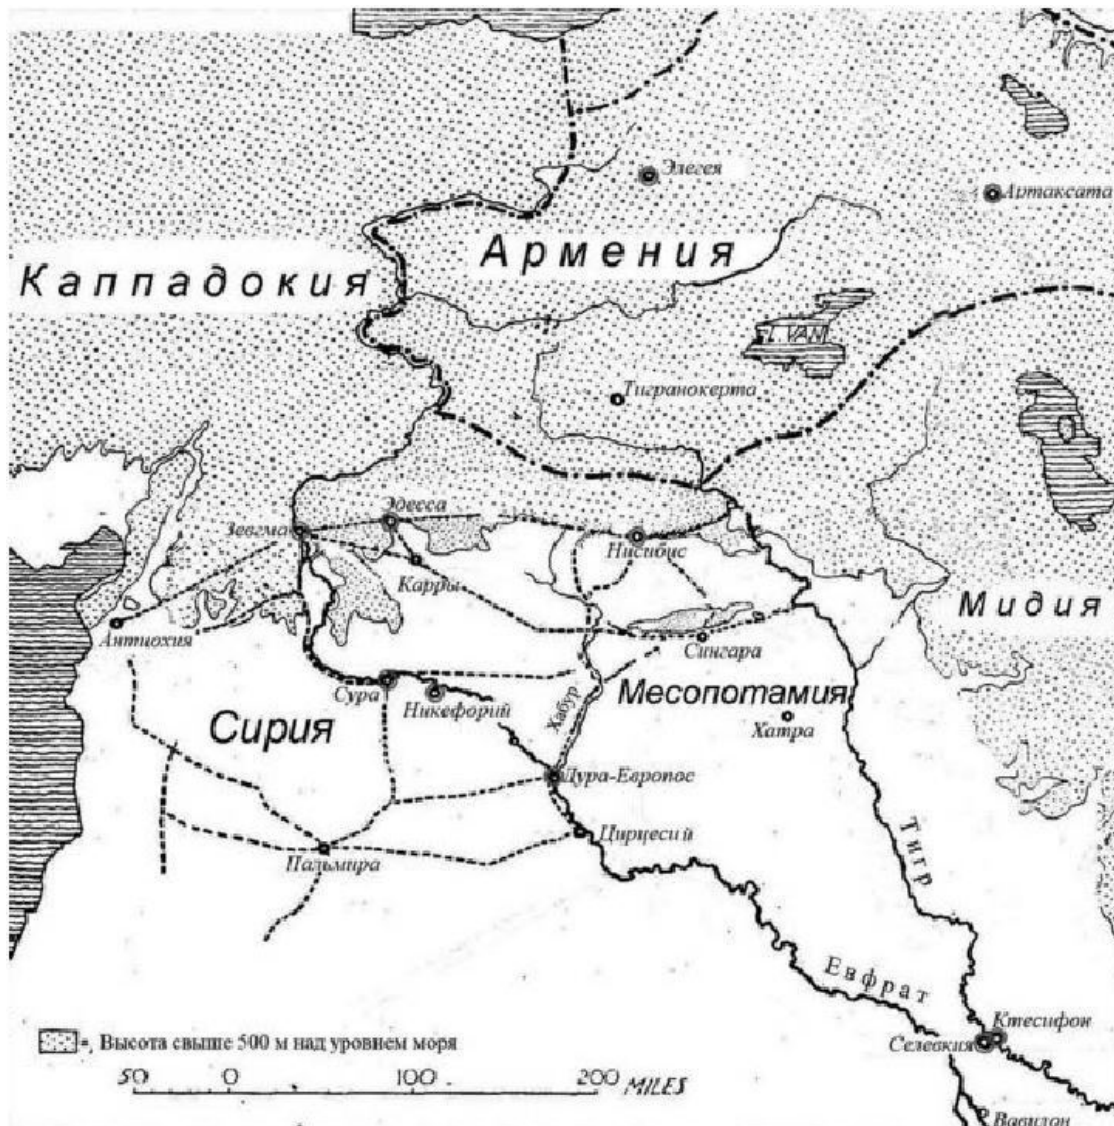 Элегея
Артаксата
Армения
Каппадокия
L VAN
Тигранокерта
Эдесса
Зевгма
Нисибис
Карры
Мидия
Антиохия
Сингара
Сура
Никефорий
Хабур
Месопотамия
Сирия
Хатра
Дура-Европос
Цирцесий
Пальмира
Тигр
Евфрат
Ктесифон
Селевкия
= Высота свыше 500 м над уровнем моря
50 0 100 200 MILES
Вавилон